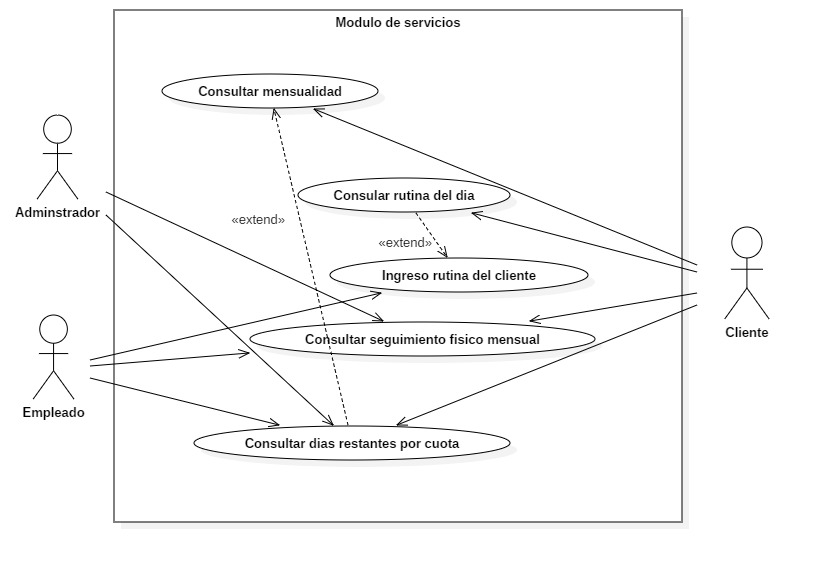 Modulo de servicios
Consultar mensualidad
Adminstrador
Consular rutina del dia
«extend»
«extend»
Ingreso rutina del cliente
Cliente
Consultar seguimiento fisico mensual
Empleado
Consultar dias restantes por cuota